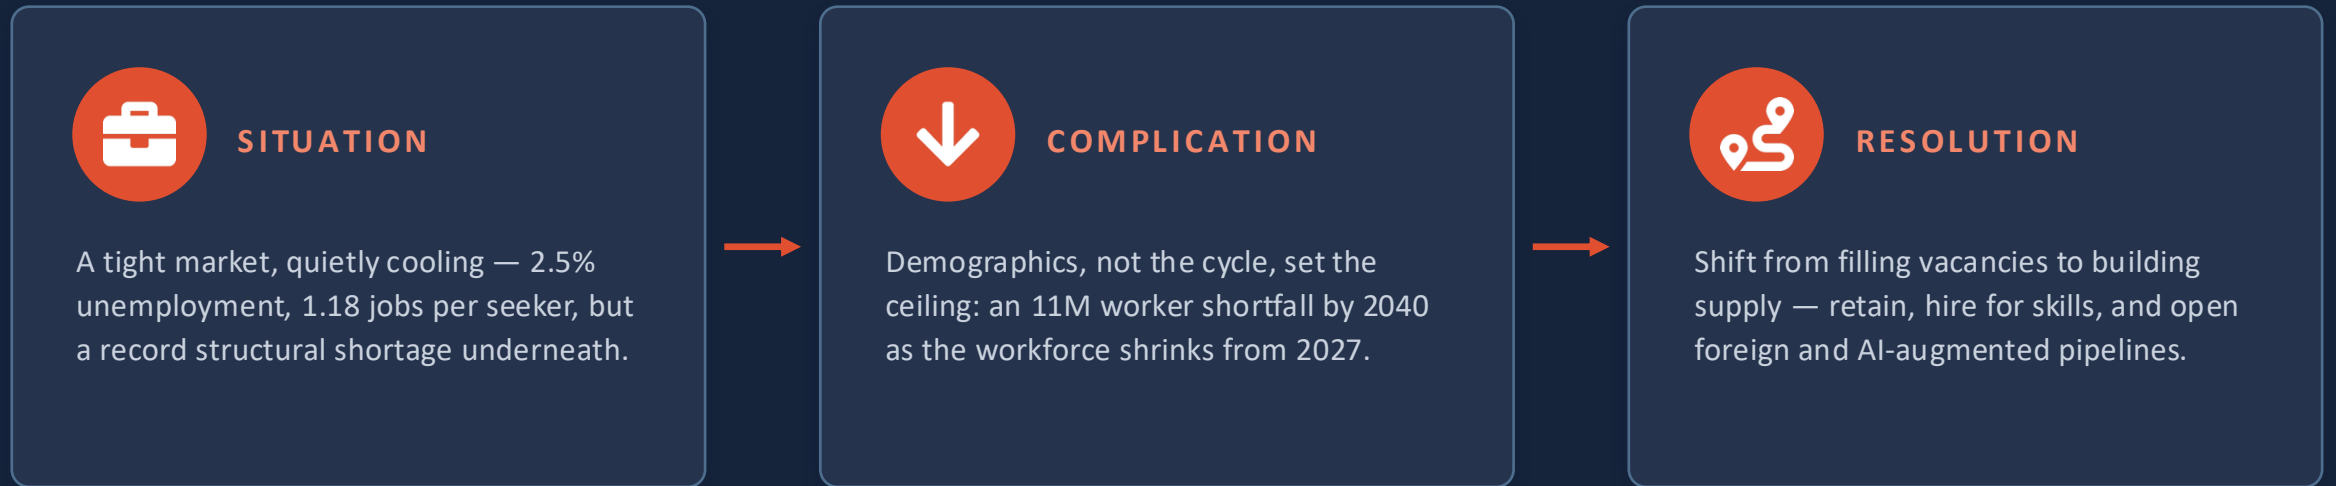 SITUATION
A tight market, quietly cooling — 2.5%
unemployment, 1.18 jobs per seeker, but
a record structural shortage underneath.
COMPLICATION
Demographics, not the cycle, set the
ceiling: an 11M worker shortfall by 2040
as the workforce shrinks from 2027.
RESOLUTION
Shift from filling vacancies to building
supply — retain, hire for skills, and open
foreign and AI-augmented pipelines.